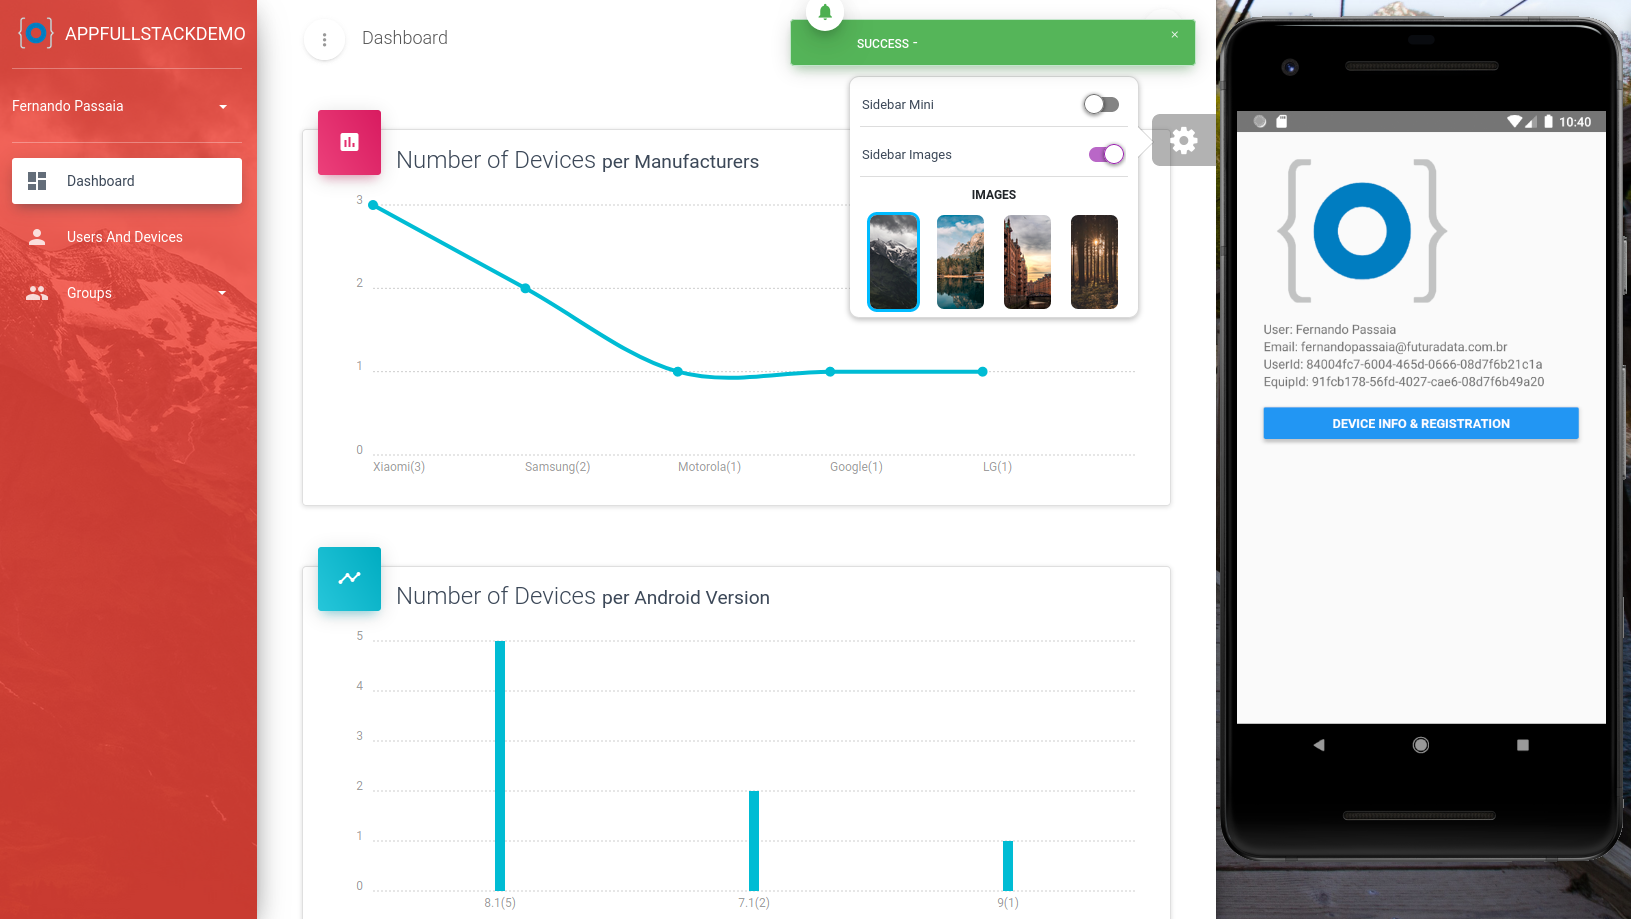 APPFULLSTACKDEMO
Fernando Passaia
Dashboard
Users And Devices
Groups
Dashboard
SUCCESS -
×
Sidebar Mini
Sidebar Images
IMAGES
Number of Devices per Manufacturers
3
2
1
0
Xiaomi(3) Samsung(2) Motorola(1) Google(1) LG(1)
Number of Devices per Android Version
5
4
3
2
1
0
8.1(5) 7.1(2) 9(1)
10:40
User: Fernando Passaia
Email: fernandopassaia@futuradata.com.br
UserId: 84004fc7-6004-465d-0666-08d7f6b21c1a
EquipId: 91fcb178-56fd-4027-cae6-08d7f6b49a20
DEVICE INFO & REGISTRATION